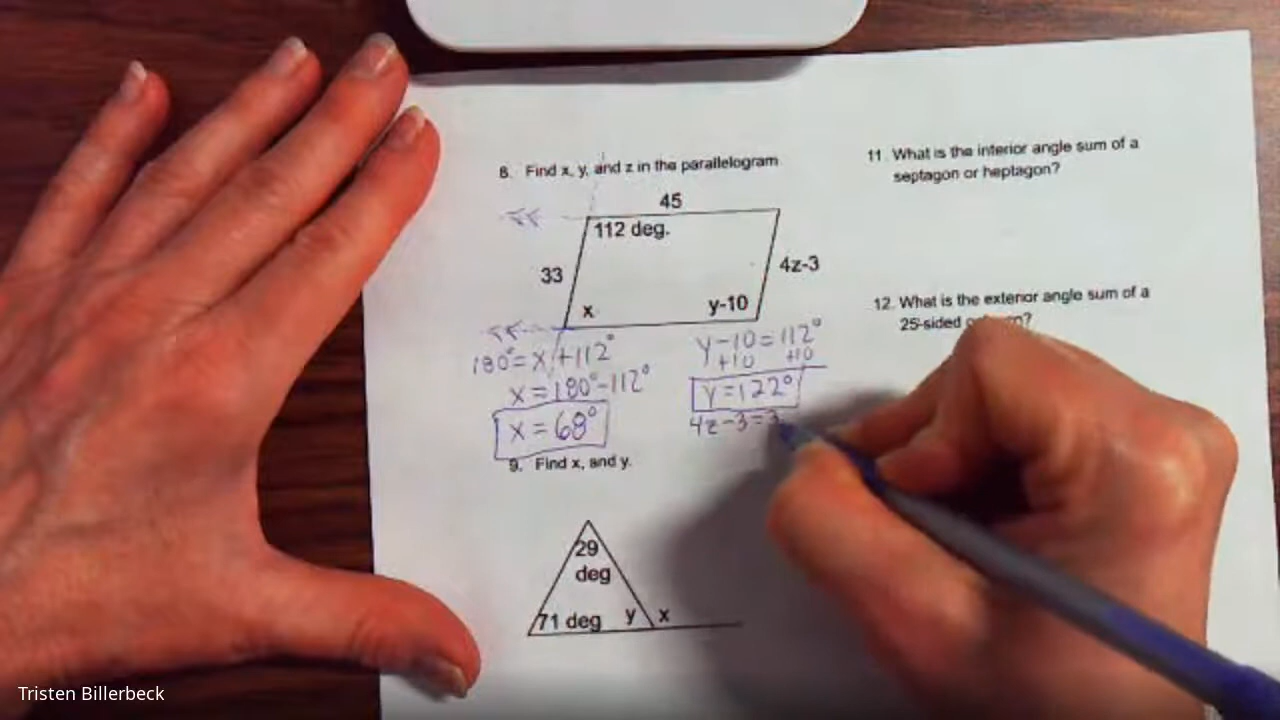 8. Find x, y, and z in the parallelogram
45
112 deg.
33
4z-3
x
y-10
180°=x+112°
x=180°-112°
x=68°
y-10=112°
+10 +10
y=122°
4z-3=3
9. Find x, and y.
29
deg
71 deg
y
x
11. What is the interior angle sum of a
septagon or heptagon?
12. What is the exterior angle sum of a
25-sided
Tristen Billerbeck